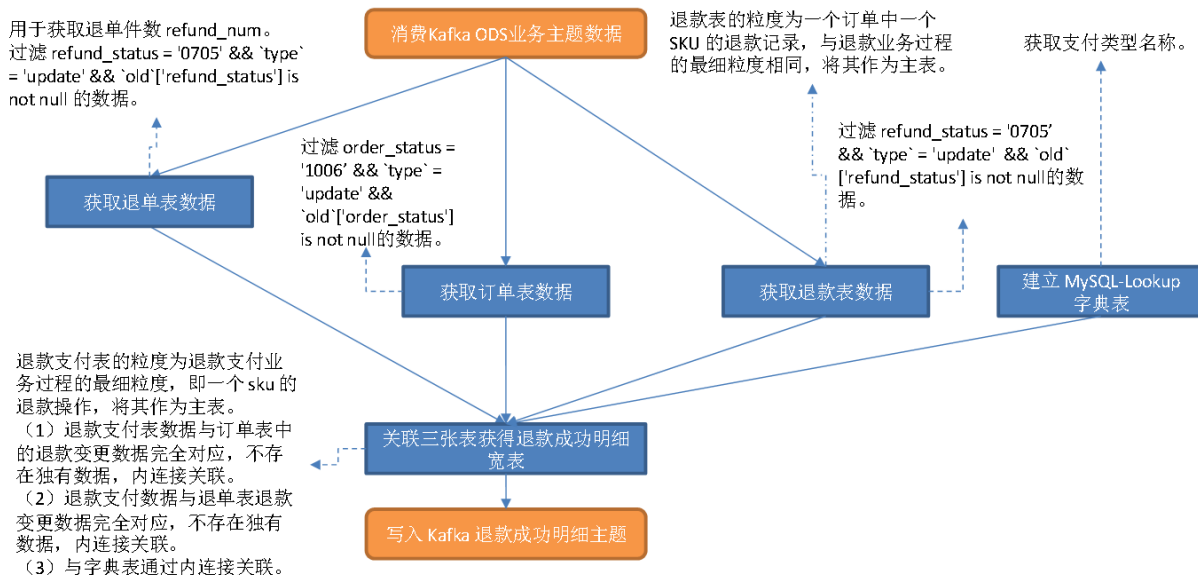 用于获取退单件数 refund_num。
过滤 refund_status = '0705' && `type`
= 'update' && `old`['refund_status'] is
not null 的数据。
消费Kafka ODS业务主题数据
退款表的粒度为一个订单中一个
SKU 的退款记录，与退款业务过程
的最细粒度相同，将其作为主表。
获取支付类型名称。
过滤 order_status =
'1006’ && `type` =
'update' &&
`old`['order_status']
is not null的数据。
过滤 refund_status = '0705’
&& `type` = 'update' && `old`
['refund_status'] is not null的数
据。
获取退单表数据
获取订单表数据
获取退款表数据
建立 MySQL-Lookup
字典表
退款支付表的粒度为退款支付业
务过程的最细粒度，即一个 sku 的
退款操作，将其作为主表。
（1）退款支付表数据与订单表中
的退款变更数据完全对应，不存
在独有数据，内连接关联。
（2）退款支付数据与退单表退款
变更数据完全对应，不存在独有
数据，内连接关联。
（3）与字典表通过内连接关联。
关联三张表获得退款成功明细
宽表
写入 Kafka 退款成功明细主题